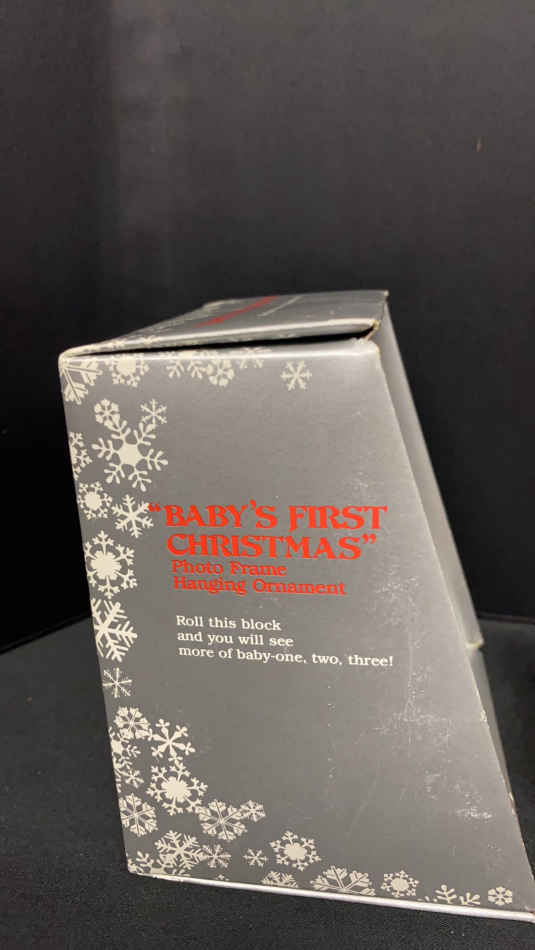 "BABY'S FIRST
CHRISTMAS"
Photo Frame
Hanging Ornament
Roll this block
and you will see
more of baby-one, two, three!